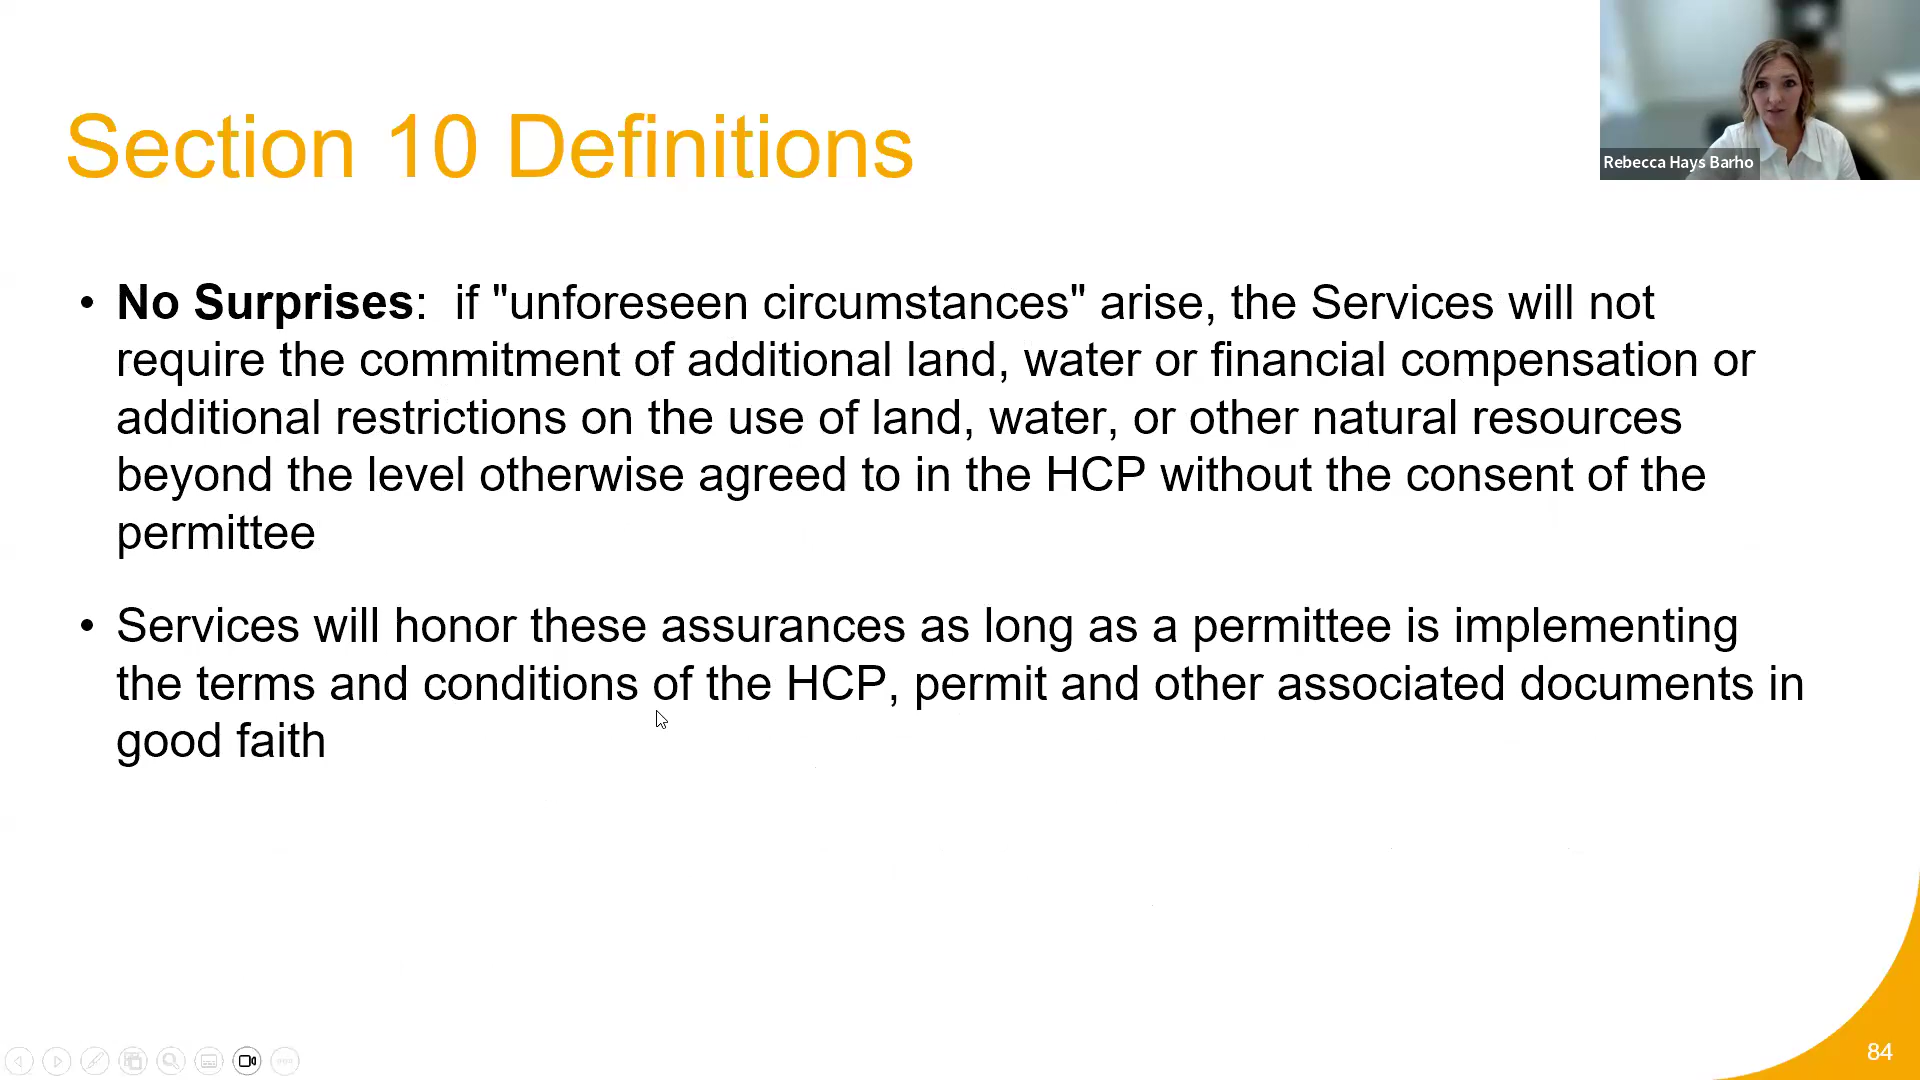 Rebecca Hays Barho
Section 10 Definitions
• No Surprises: if "unforeseen circumstances" arise, the Services will not
require the commitment of additional land, water or financial compensation or
additional restrictions on the use of land, water, or other natural resources
beyond the level otherwise agreed to in the HCP without the consent of the
permittee
• Services will honor these assurances as long as a permittee is implementing
the terms and conditions of the HCP, permit and other associated documents in
good faith
84